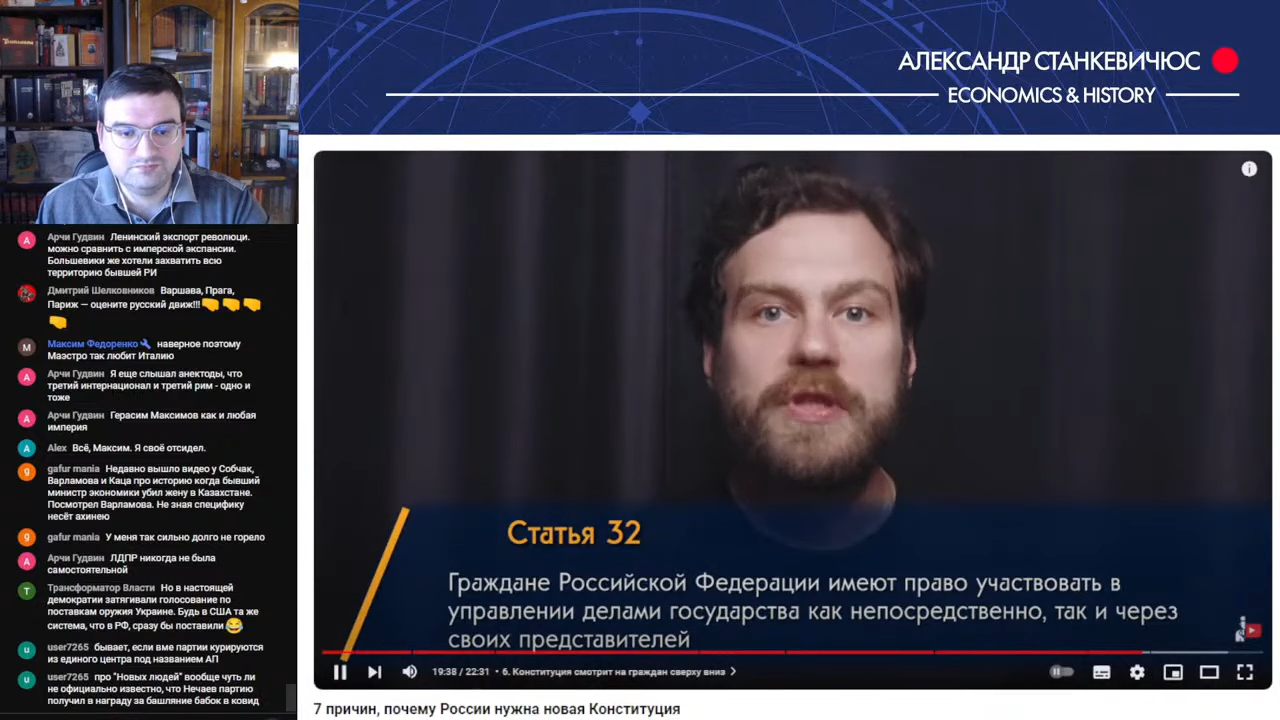 АЛЕКСАНДР СТАНКЕВИЧЮС
ECONOMICS & HISTORY
Арчи Гудвин Ленинский экспорт революци.
можно сравнить с имперской экспансии.
Большевики же хотели захватить всю
территорию бывшей РИ
Дмитрий Шелковников Варшава, Прага,
Париж — оцените русский движ!!!
Максим Федоренко наверное поэтому
Маэстро так любит Италию
Арчи Гудвин Я еще слышал анектоды, что
третий интернационал и третий рим - одно и
тоже
Арчи Гудвин Герасим Максимов как и любая
империя
Alex Всё, Максим. Я своё отсидел.
gafur mania Недавно вышло видео у Собчак,
Варламова и Каца про историю когда бывший
министр экономики убил жену в Казахстане.
Посмотрел Варламова. Не зная специфику
несёт ахинею
gafur mania У меня так сильно долго не горело
Арчи Гудвин ЛДПР никогда не была
самостоятельной
Трансформатор Власти Но в настоящей
демократии затягивали голосование по
поставкам оружия Украине. Будь в США та же
система, что в РФ, сразу бы поставили
user7265 бывает, если вме партии курируются
из единого центра под названием АП
user7265 про "Новых людей" вообще чуть ли
не официально известно, что Нечаев партию
получил в награду за башляние бабок в ковид
Статья 32
Граждане Российской Федерации имеют право участвовать в
управлении делами государства как непосредственно, так и через
своих представителей
19:38 / 22:31 • 6. Конституция смотрит на граждан сверху вниз
7 причин, почему России нужна новая Конституция